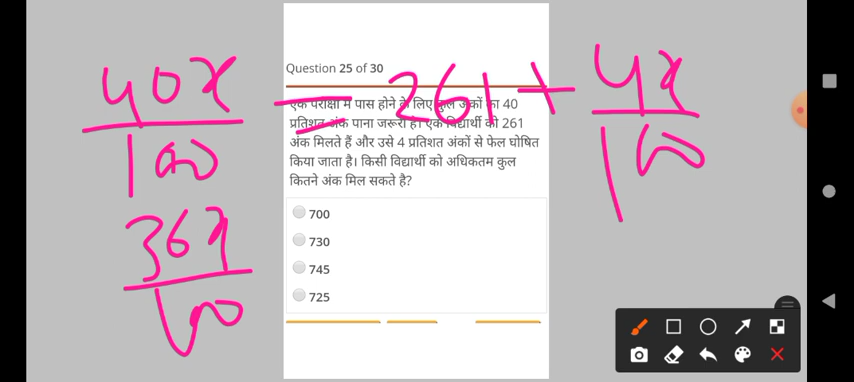 Question 25 of 30
एक परीक्षा में पास होने के लिए कुल अंकों का 40
प्रतिशत अंक पाना जरूरी है। एक विद्यार्थी को 261
अंक मिलते हैं और उसे 4 प्रतिशत अंकों से फेल घोषित
किया जाता है। किसी विद्यार्थी को अधिकतम कुल
कितने अंक मिल सकते है?
700
730
745
725
40x = 261 + 4x
100 100
36x
100